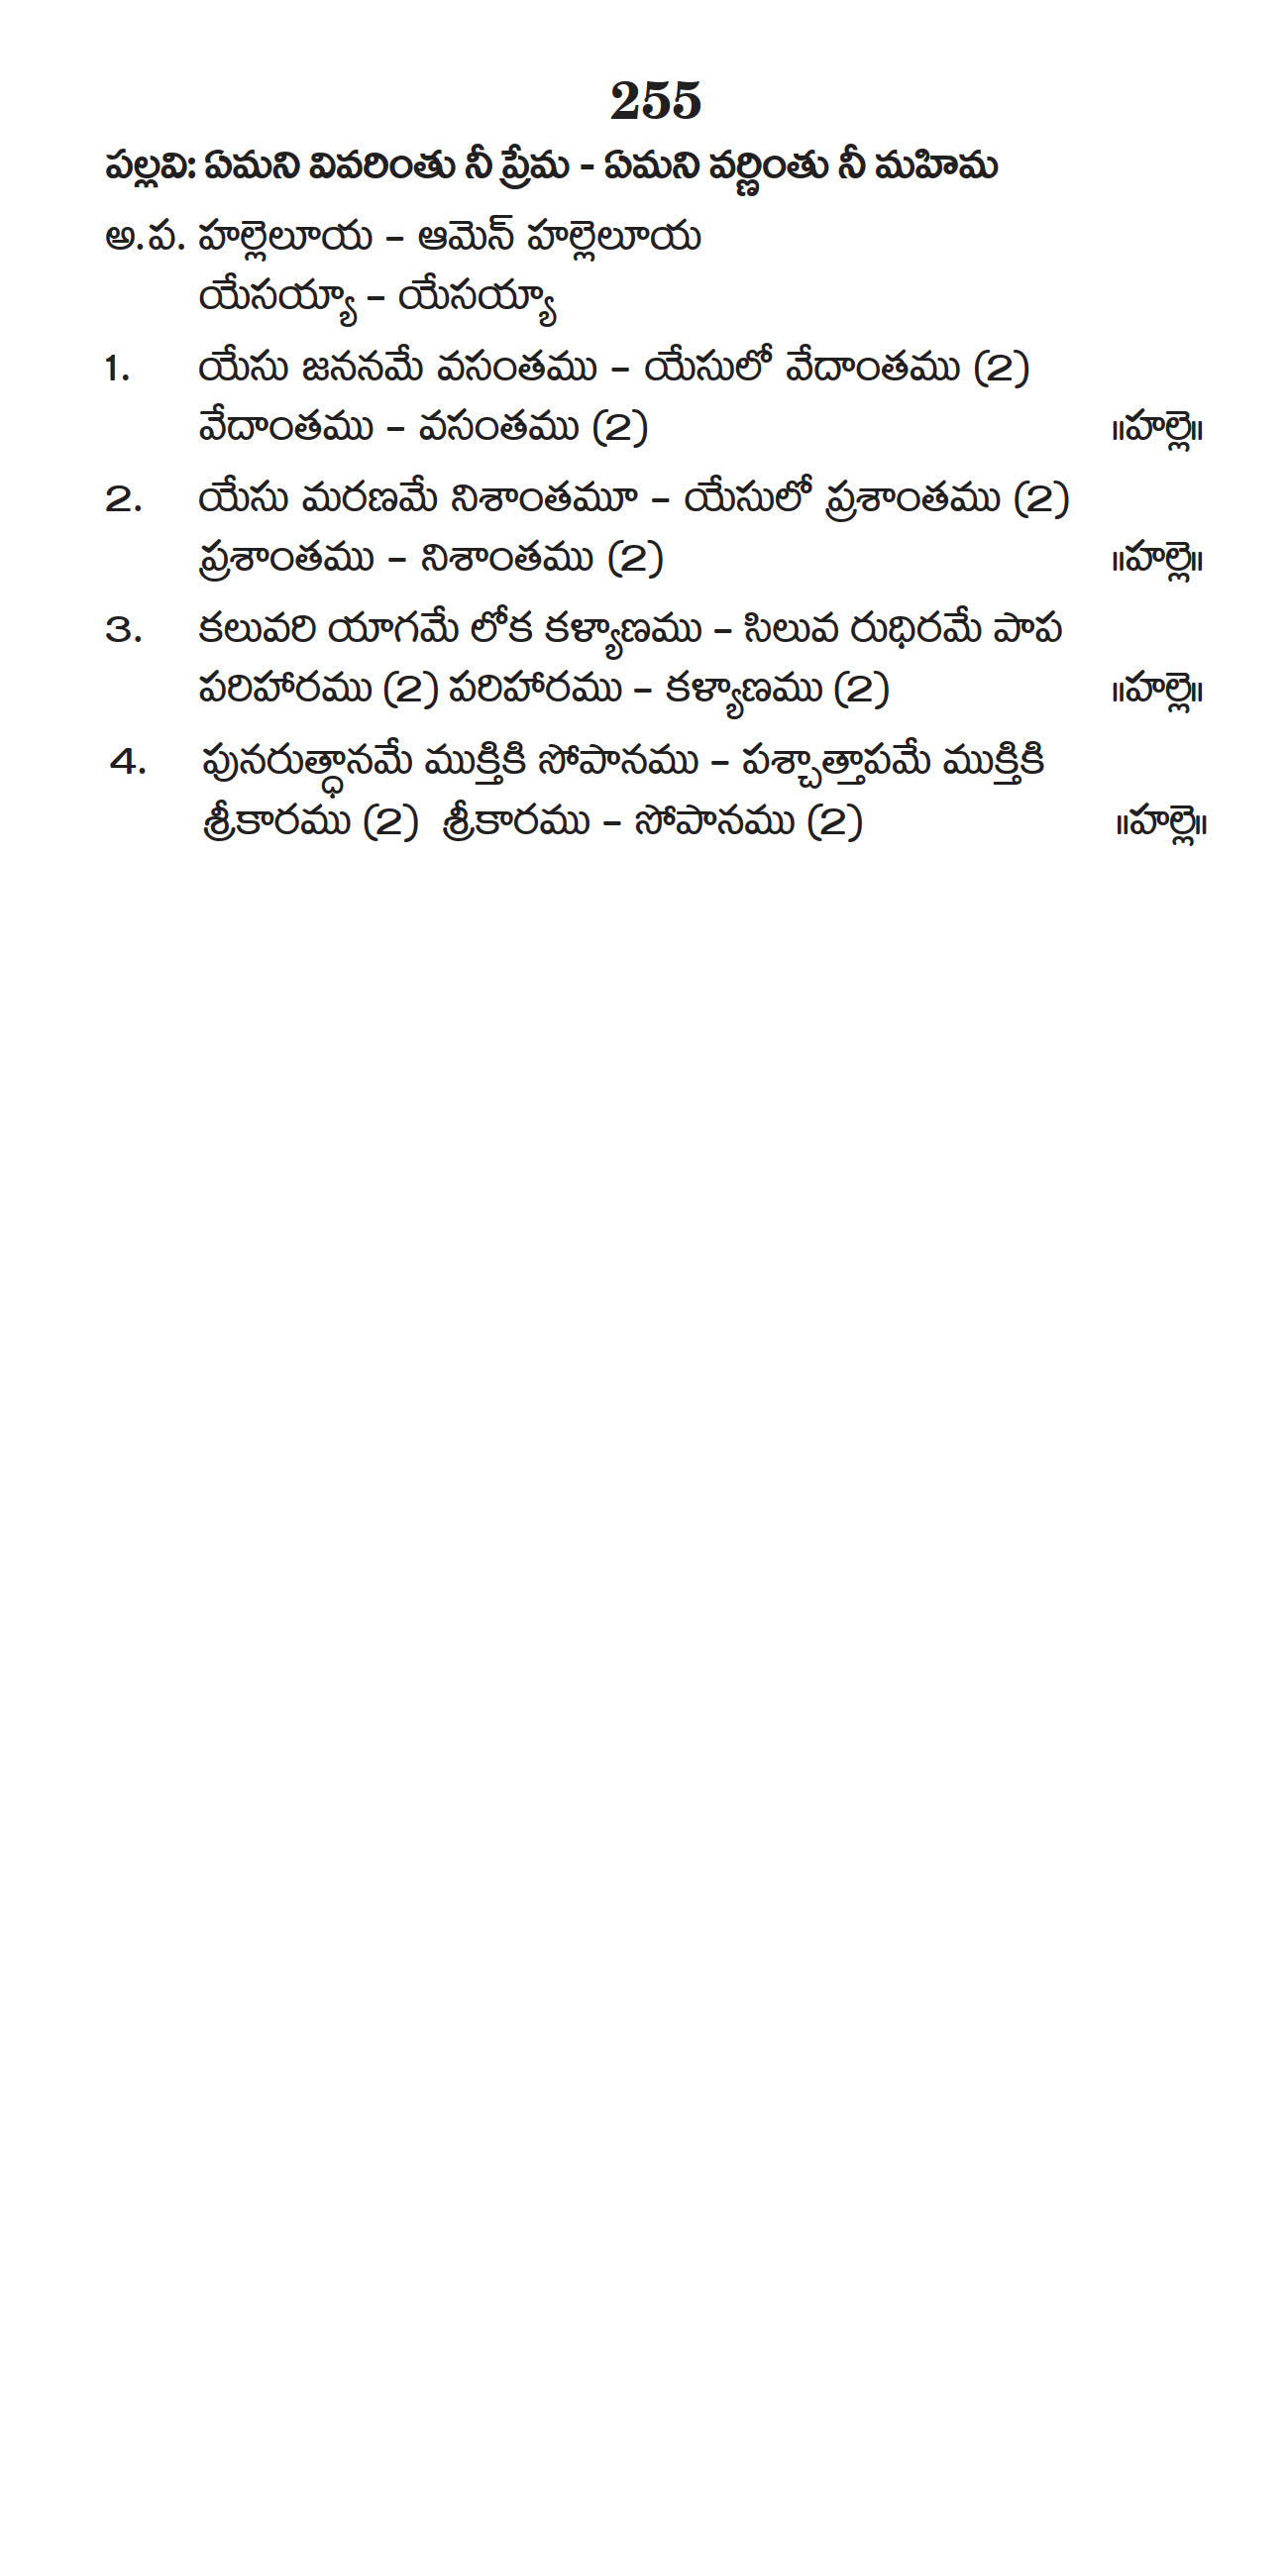 255
పల్లవి: ఏమని వివరింతు నీ ప్రేమ - ఏమని వర్ణింతు నీ మహిమ
అ.ప. హల్లెలూయ – ఆమెన్ హల్లెలూయ
యేసయ్యా – యేసయ్యా
1. యేసు జననమే వసంతము – యేసులో వేదాంతము (2)
వేదాంతము – వసంతము (2) ॥హల్లె॥
2. యేసు మరణమే నిశాంతమూ – యేసులో ప్రశాంతము (2)
ప్రశాంతము – నిశాంతము (2) ॥హల్లె॥
3. కలువరి యాగమే లోక కళ్యాణము – సిలువ రుధిరమే పాప
పరిహారము (2) పరిహారము – కళ్యాణము (2) ॥హల్లె॥
4. పునరుత్ధానమే ముక్తికి సోపానము – పశ్చాత్తాపమే ముక్తికి
శ్రీకారము (2) శ్రీకారము – సోపానము (2) ॥హల్లె॥